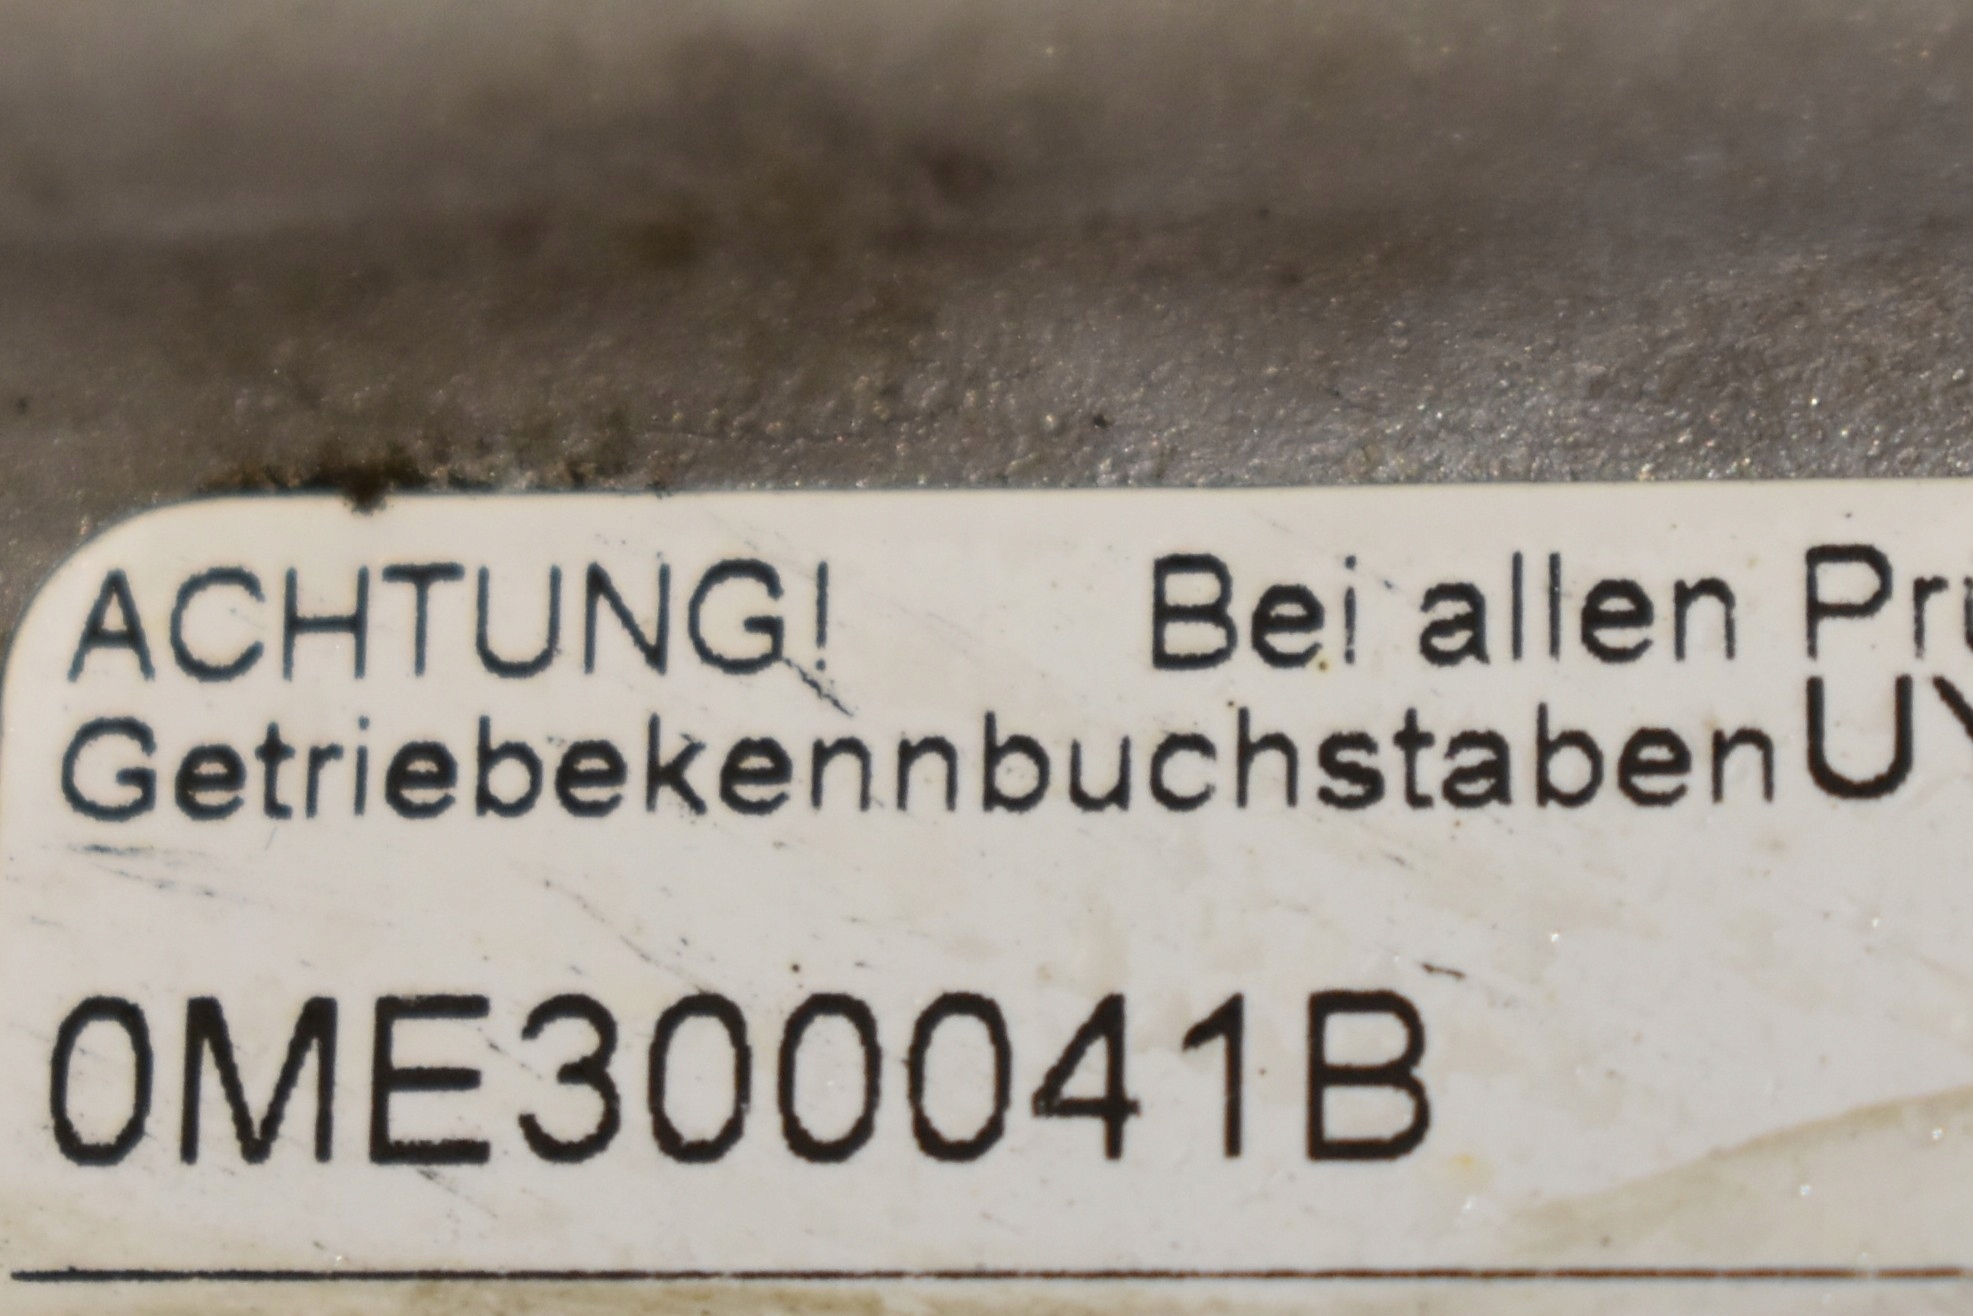 ACHTUNG! Bei allen
Getriebekennbuchstaben
0ME300041B